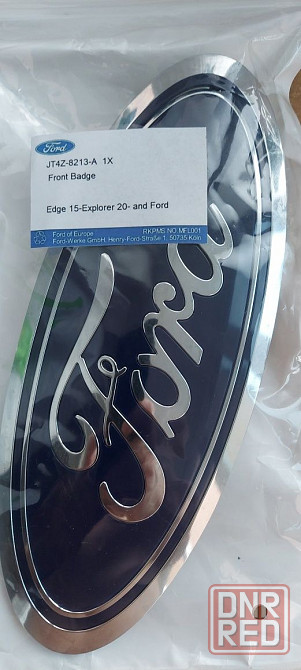 Ford
JT4Z-8213-A 1X
Front Badge
Edge 15-Explorer 20- and Ford
Ford of Europe
RKPMS NO MFL001
Ford-Werke GmbH, Henry-Ford-Straße 1, 50735 Köln
Ford
DNR
RED